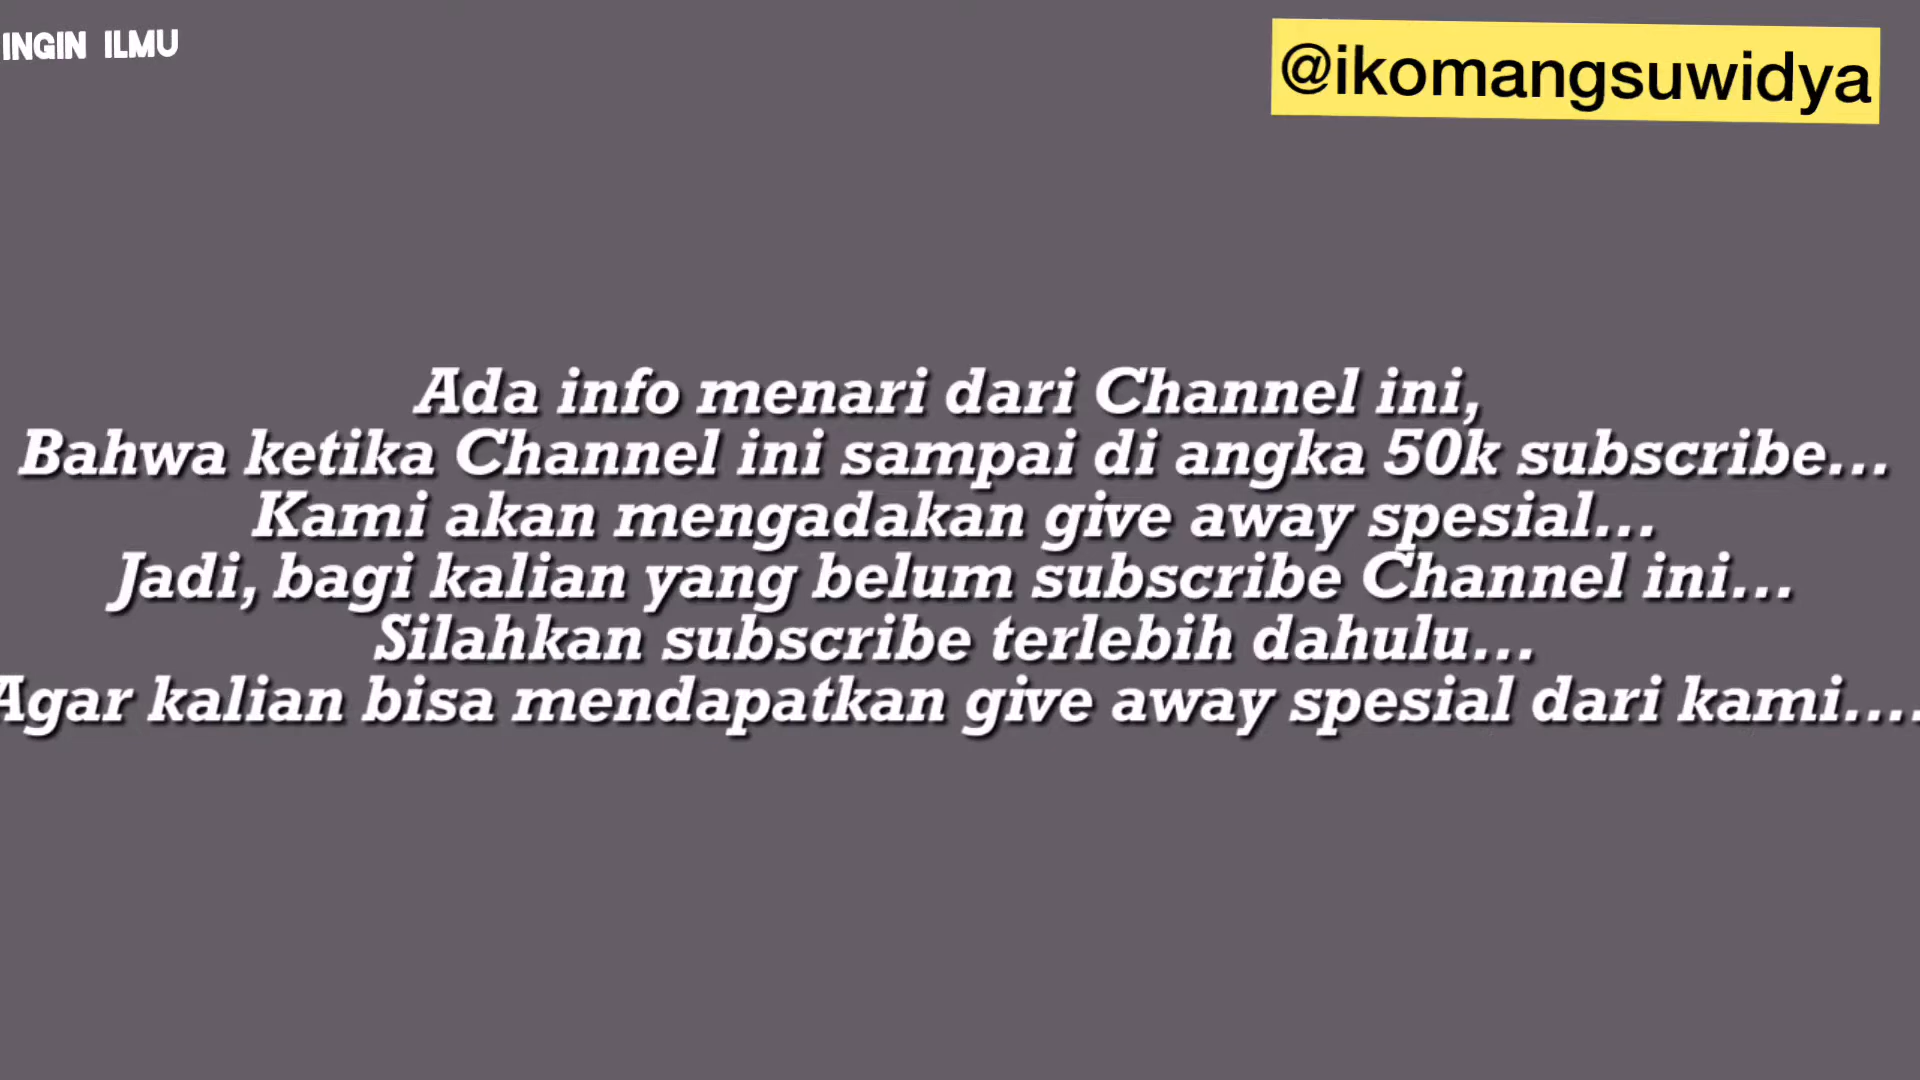 INGIN ILMU
@ikomangsuwidya
Ada info menari dari Channel ini,
Bahwa ketika Channel ini sampai di angka 50k subscribe...
Kami akan mengadakan give away spesial...
Jadi, bagi kalian yang belum subscribe Channel ini...
Silahkan subscribe terlebih dahulu...
Agar kalian bisa mendapatkan give away spesial dari kami....